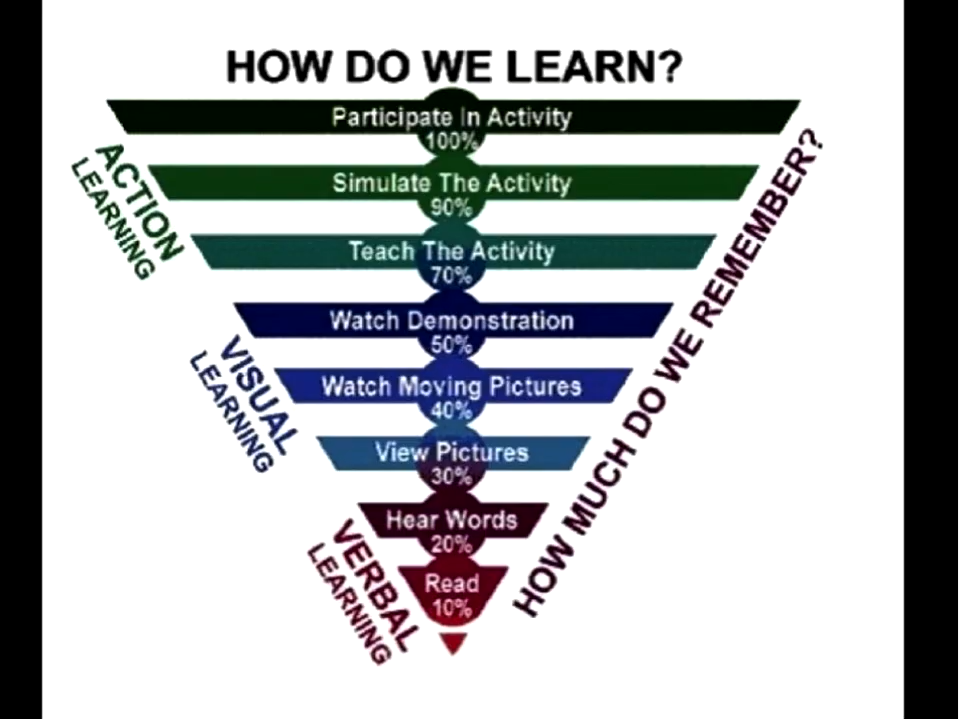 HOW DO WE LEARN?
Participate In Activity
100%
Simulate The Activity
90%
Teach The Activity
70%
Watch Demonstration
50%
Watch Moving Pictures
40%
View Pictures
30%
Hear Words
20%
Read
10%
ACTION
LEARNING
VISUAL
LEARNING
VERBAL
LEARNING
HOW MUCH DO WE REMEMBER?